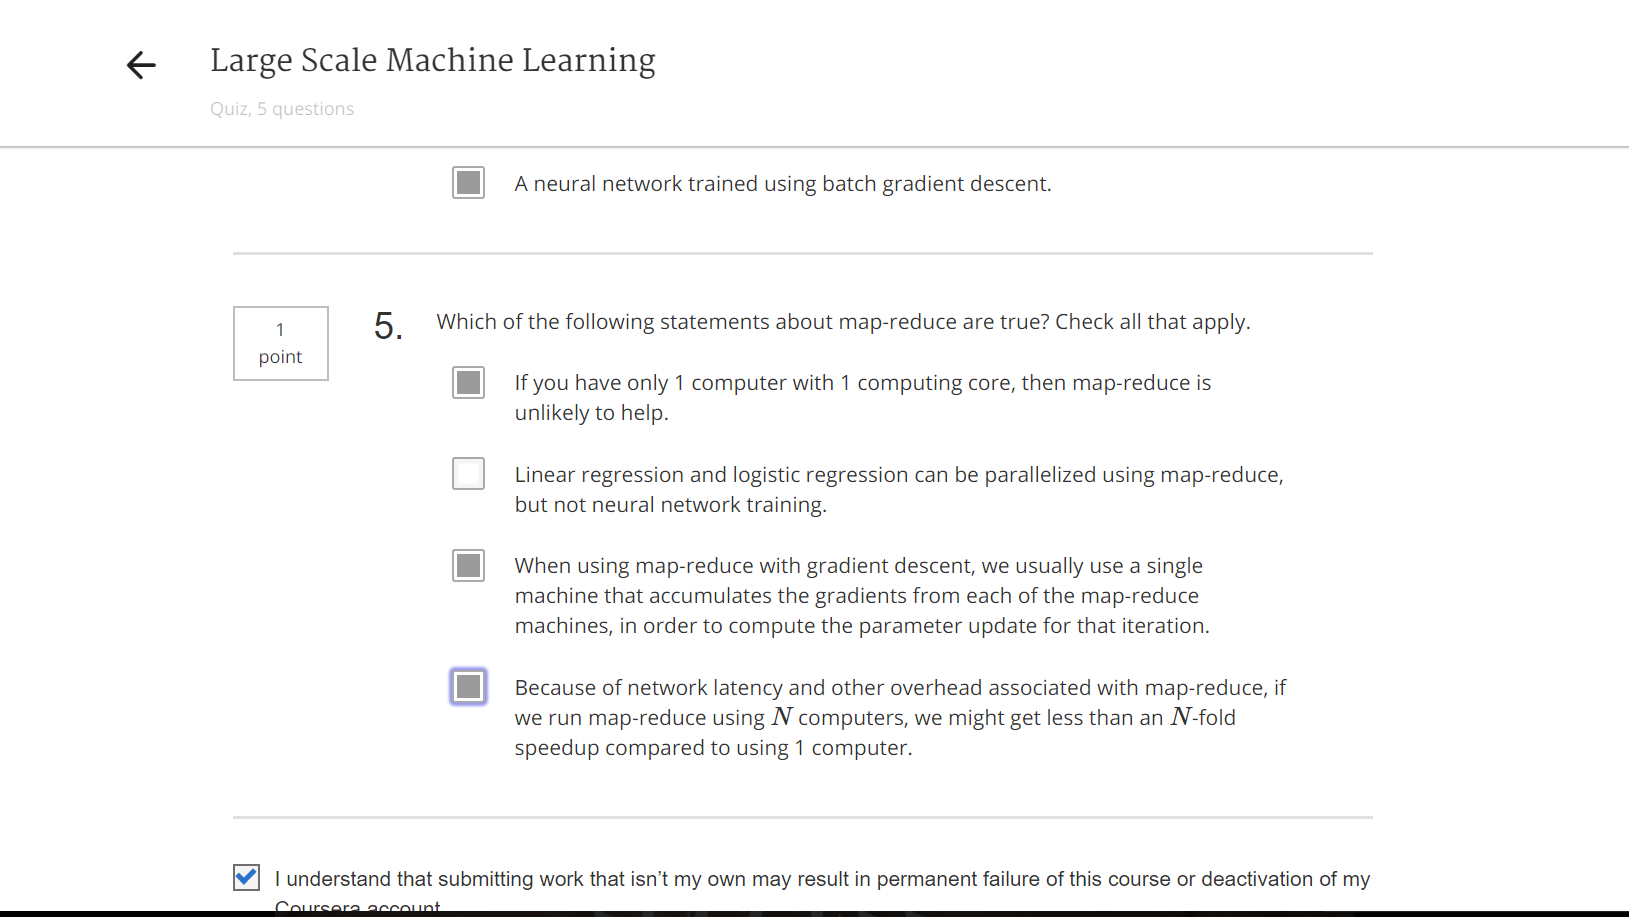 Large Scale Machine Learning
Quiz, 5 questions
A neural network trained using batch gradient descent.
1
point
5.
Which of the following statements about map-reduce are true? Check all that apply.
If you have only 1 computer with 1 computing core, then map-reduce is
unlikely to help.
Linear regression and logistic regression can be parallelized using map-reduce,
but not neural network training.
When using map-reduce with gradient descent, we usually use a single
machine that accumulates the gradients from each of the map-reduce
machines, in order to compute the parameter update for that iteration.
Because of network latency and other overhead associated with map-reduce, if
we run map-reduce using N computers, we might get less than an N-fold
speedup compared to using 1 computer.
I understand that submitting work that isn’t my own may result in permanent failure of this course or deactivation of my
Coursera account.